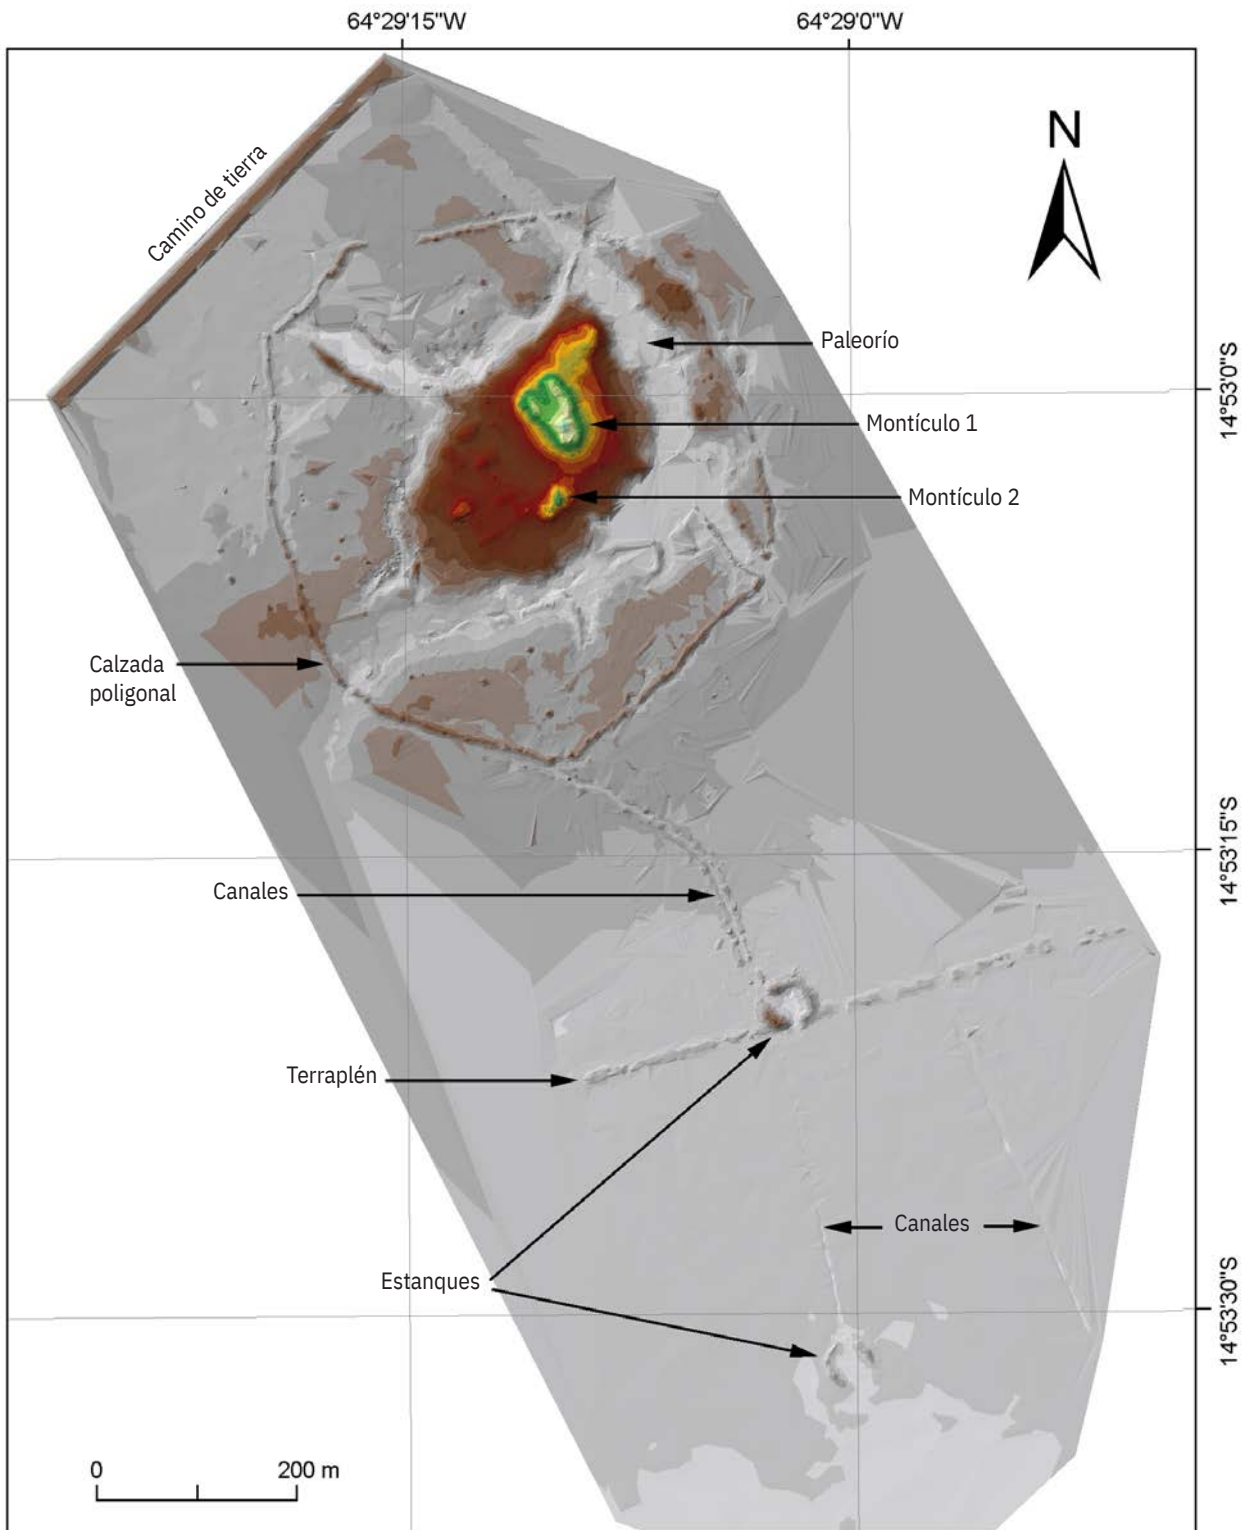 64°29'15"W
64°29'0"W
N
Camino de tierra
Paleorío
14°53'0"S
Montículo 1
Montículo 2
Calzada
poligonal
14°53'15"S
Canales
Terraplén
Canales
Estanques
14°53'30"S
0
200 m